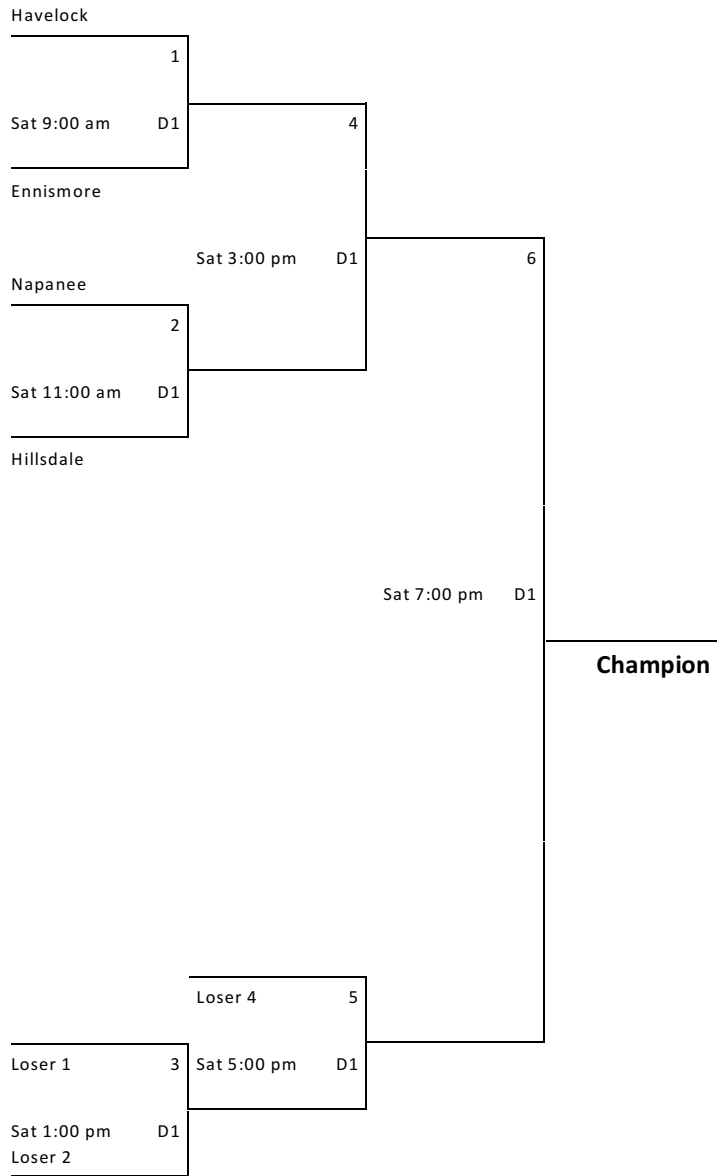 Havelock
1
Sat 9:00 am D1
4
Ennismore
Sat 3:00 pm D1
6
Napanee
2
Sat 11:00 am D1
Hillsdale
Sat 7:00 pm D1
Champion
Loser 4 5
Loser 1 3
Sat 5:00 pm D1
Sat 1:00 pm D1
Loser 2